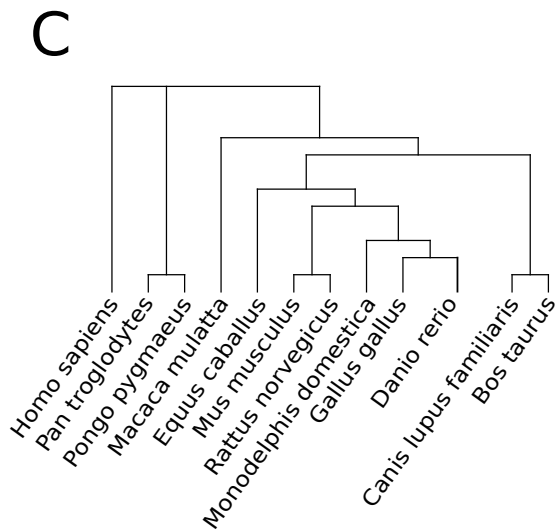 C
Homo sapiens
Pan troglodytes
Pongo pygmaeus
Macaca mulatta
Equus caballus
Mus musculus
Rattus norvegicus
Monodelphis domestica
Gallus gallus
Danio rerio
Canis lupus familiaris
Bos taurus